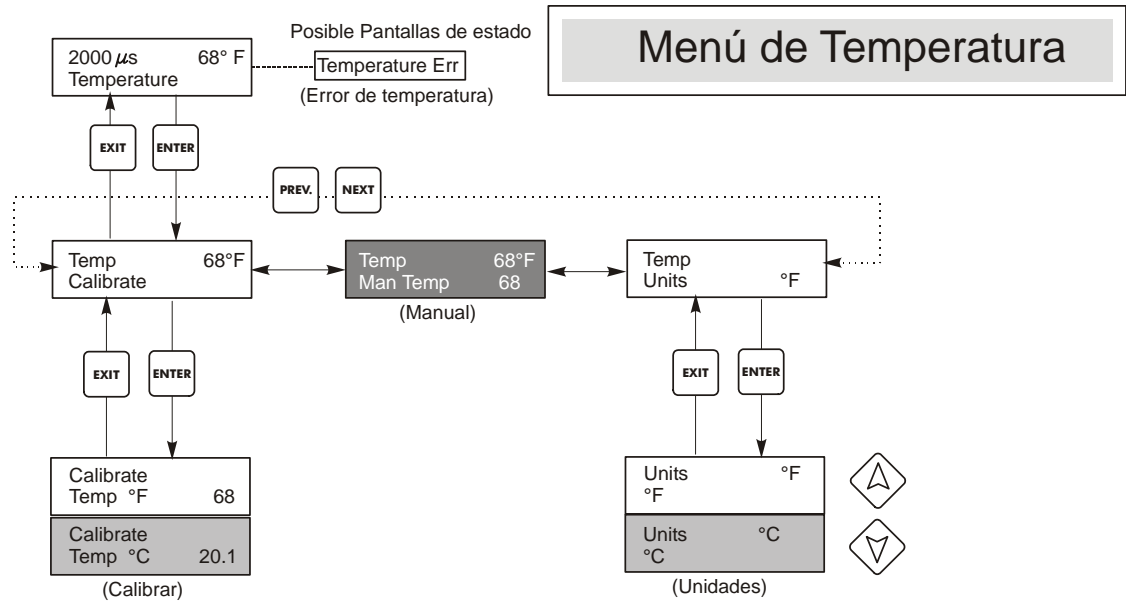 Menú de Temperatura
Posible Pantallas de estado
2000 µs 68° F
Temperature
Temperature Err
(Error de temperatura)
EXIT
ENTER
PREV.
NEXT
Temp 68°F
Calibrate
Temp 68°F
Man Temp 68
(Manual)
Temp
Units °F
EXIT
ENTER
EXIT
ENTER
Calibrate
Temp °F 68
Calibrate
Temp °C 20.1
(Calibrar)
Units °F
°F
Units °C
°C
(Unidades)